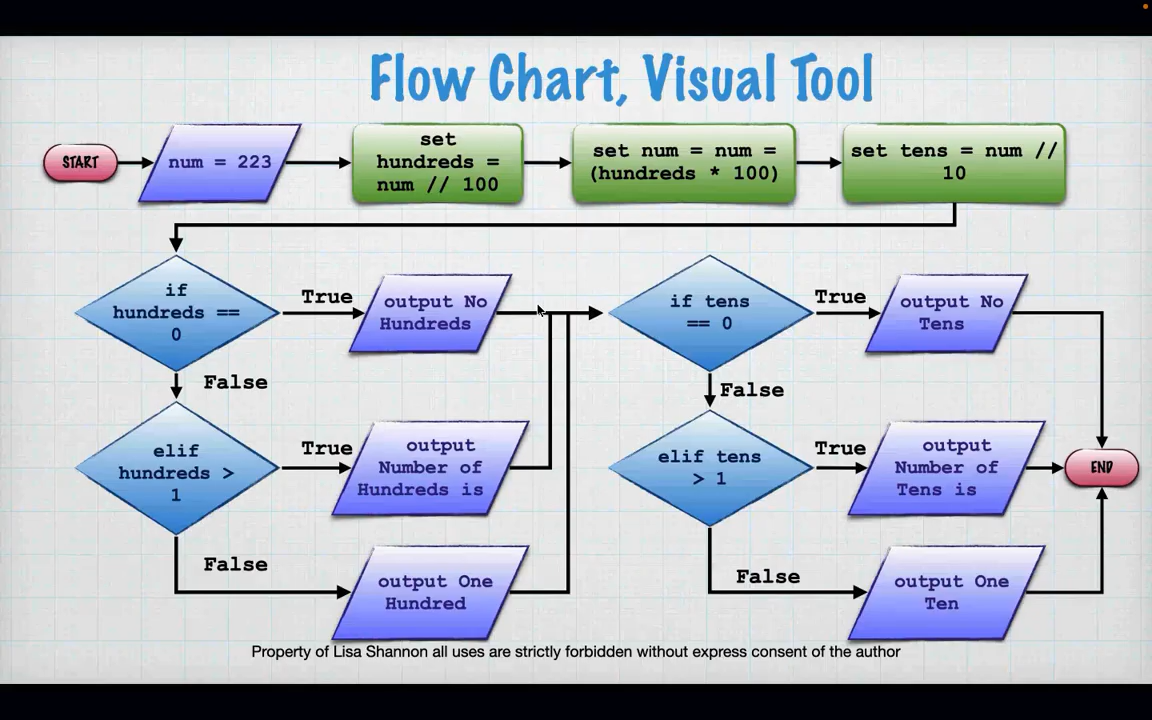 Flow Chart, Visual Tool
START
num = 223
set
hundreds =
num // 100
set num = num =
(hundreds * 100)
set tens = num //
10
if
hundreds ==
0
True
output No
Hundreds
if tens
== 0
True
output No
Tens
False
False
elif
hundreds >
1
True
output
Number of
Hundreds is
elif tens
> 1
True
output
Number of
Tens is
END
False
output One
Hundred
False
output One
Ten
Property of Lisa Shannon all uses are strictly forbidden without express consent of the author